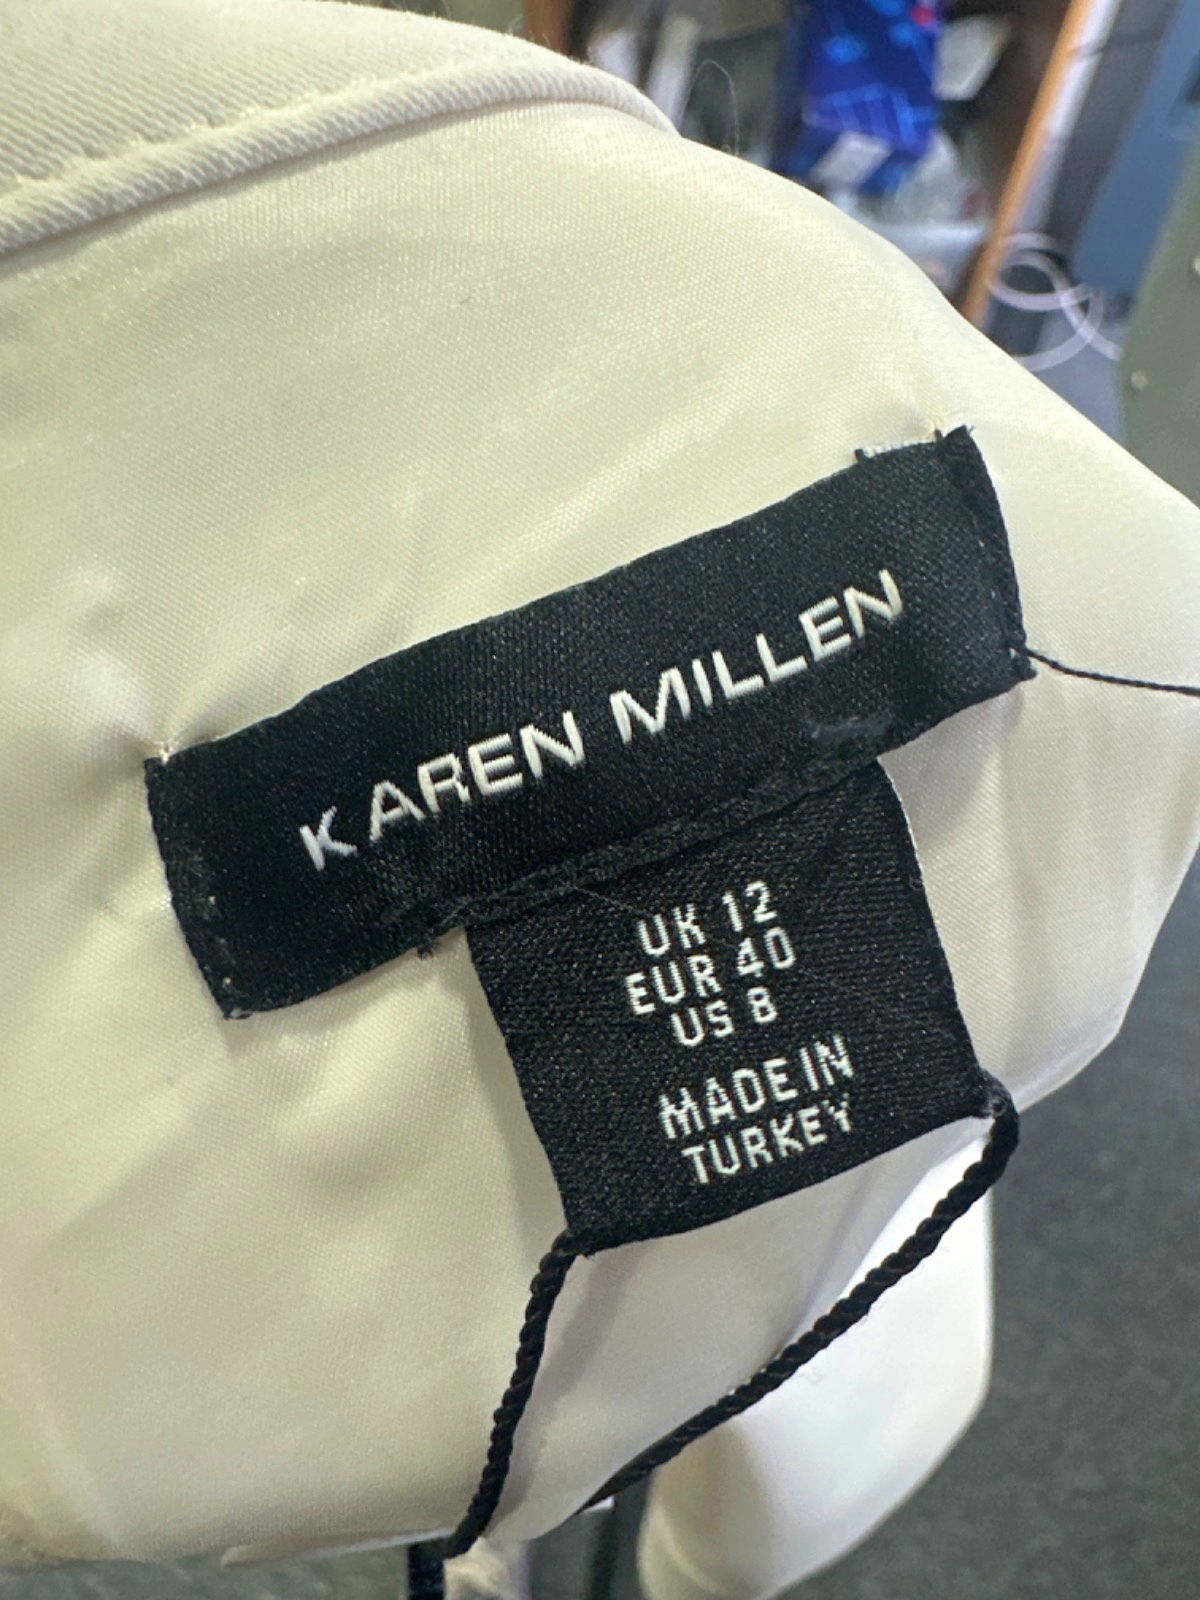 KAREN MILLEN
UK 12
EUR 40
US 8
MADE IN
TURKEY